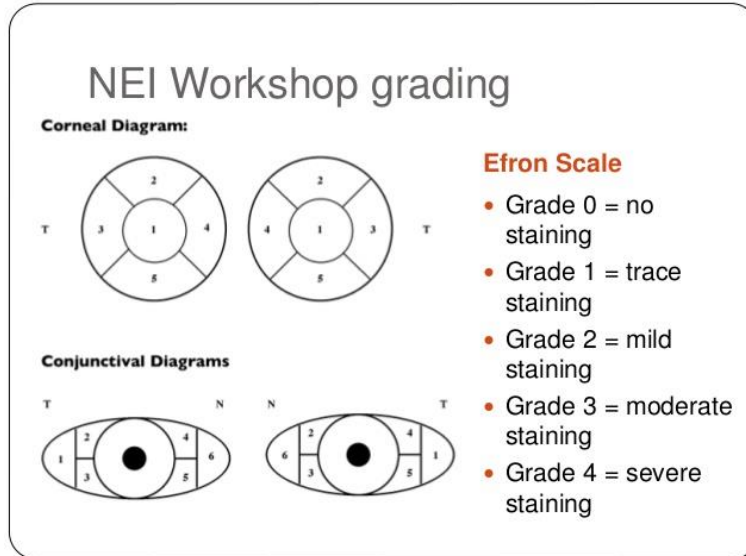 NEI Workshop grading
Corneal Diagram:
2
2
T
3
1
4
4
1
3
T
5
5
Conjunctival Diagrams
T
N
N
T
2
4
2
4
1
6
6
1
3
5
3
5
Efron Scale
• Grade 0 = no
staining
• Grade 1 = trace
staining
• Grade 2 = mild
staining
• Grade 3 = moderate
staining
• Grade 4 = severe
staining